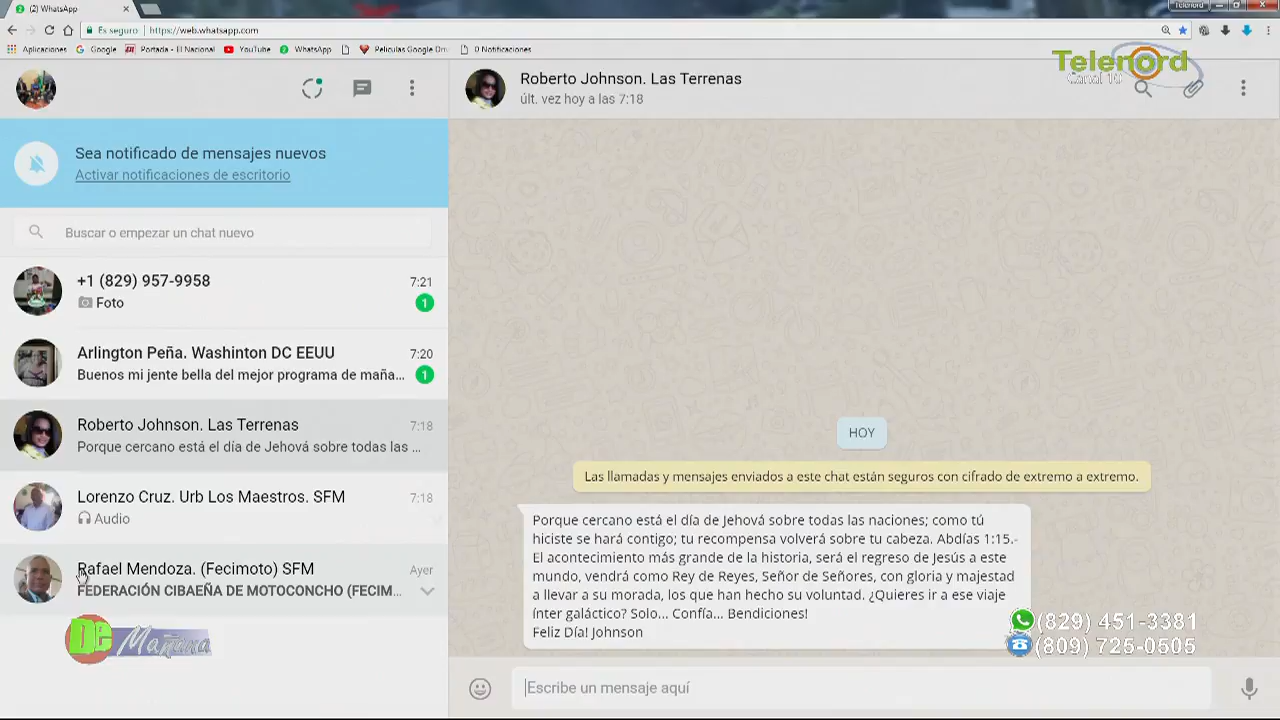 (2) WhatsApp
Telenord
Es seguro
https://web.whatsapp.com
Aplicaciones
Google
Portada - El Nacional
YouTube
WhatsApp
Peliculas Google Dri
0 Notificaciones
Telenord
Canal 10
Roberto Johnson. Las Terrenas
últ. vez hoy a las 7:18
Sea notificado de mensajes nuevos
Activar notificaciones de escritorio
Buscar o empezar un chat nuevo
+1 (829) 957-9958
7:21
Foto
1
Arlington Peña. Washinton DC EEUU
7:20
Buenos mi jente bella del mejor programa de maña...
1
Roberto Johnson. Las Terrenas
7:18
Porque cercano está el día de Jehová sobre todas las ...
Lorenzo Cruz. Urb Los Maestros. SFM
7:18
Audio
Rafael Mendoza. (Fecimoto) SFM
Ayer
FEDERACIÓN CIBAEÑA DE MOTOCONCHO (FECIM...
De Mañana
HOY
Las llamadas y mensajes enviados a este chat están seguros con cifrado de extremo a extremo.
Porque cercano está el día de Jehová sobre todas las naciones; como tú
hiciste se hará contigo; tu recompensa volverá sobre tu cabeza. Abdías 1:15.-
El acontecimiento más grande de la historia, será el regreso de Jesús a este
mundo, vendrá como Rey de Reyes, Señor de Señores, con gloria y majestad
a llevar a su morada, los que han hecho su voluntad. ¿Quieres ir a ese viaje
ínter galáctico? Solo... Confía... Bendiciones!
Feliz Día! Johnson
(829) 451-3381
(809) 725-0505
Escribe un mensaje aquí